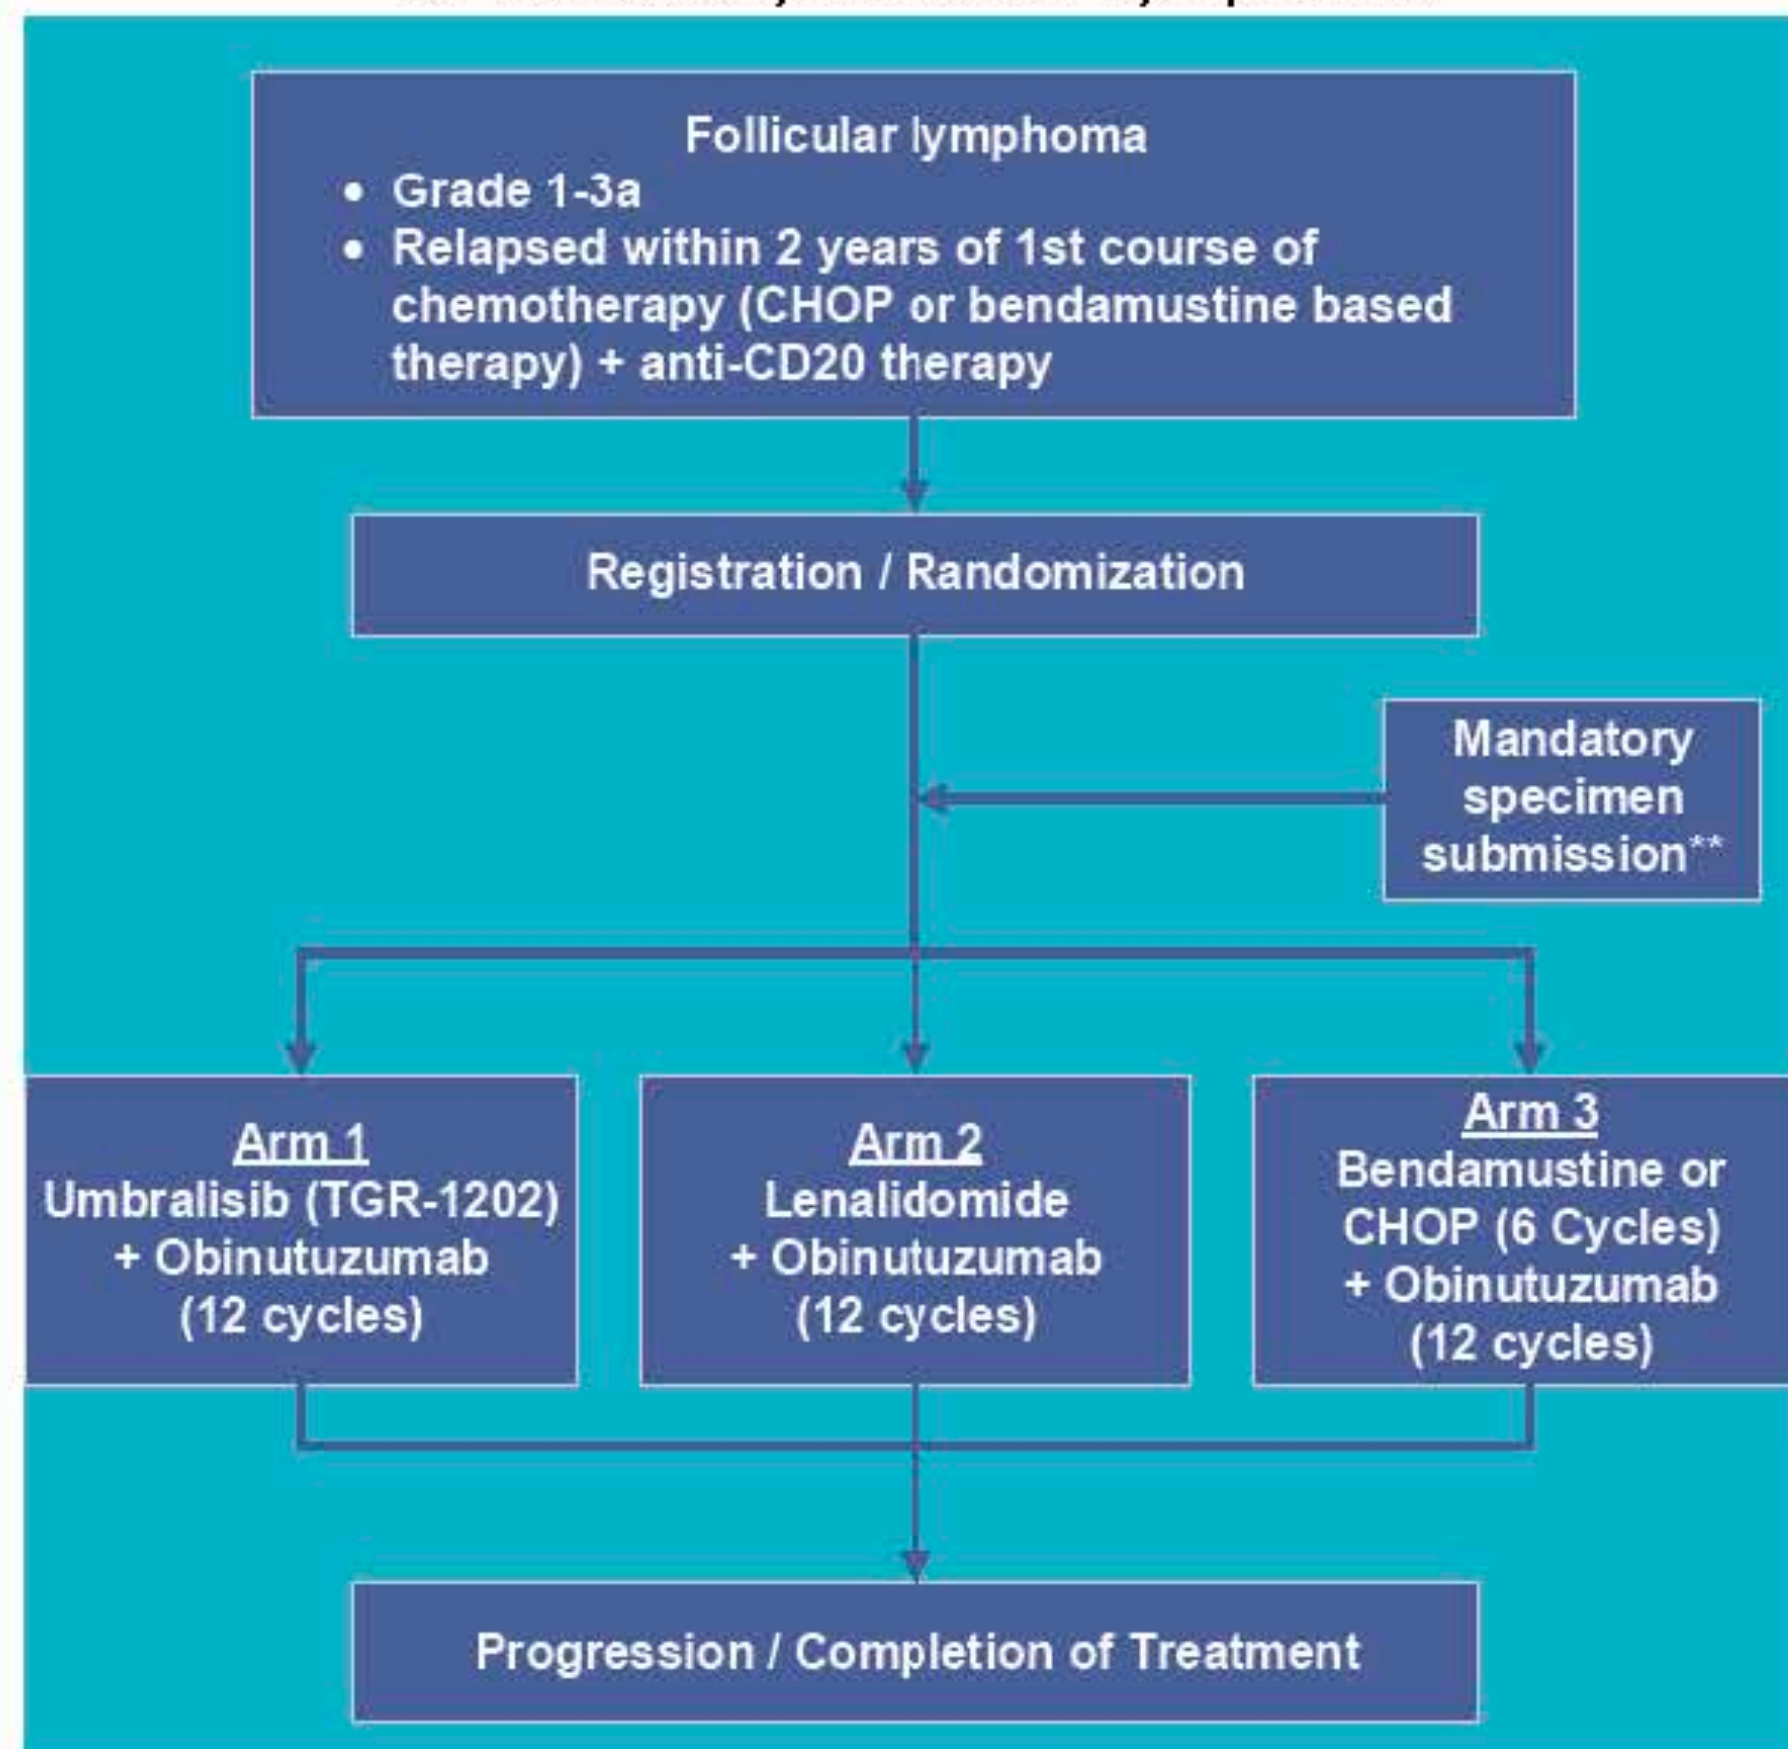 Follicular lymphoma
• Grade 1-3a
• Relapsed within 2 years of 1st course of
chemotherapy (CHOP or bendamustine based
therapy) + anti-CD20 therapy
Registration / Randomization
Mandatory
specimen
submission**
Arm 1
Umbralisib (TGR-1202)
+ Obinutuzumab
(12 cycles)
Arm 2
Lenalidomide
+ Obinutuzumab
(12 cycles)
Arm 3
Bendamustine or
CHOP (6 Cycles)
+ Obinutuzumab
(12 cycles)
Progression / Completion of Treatment